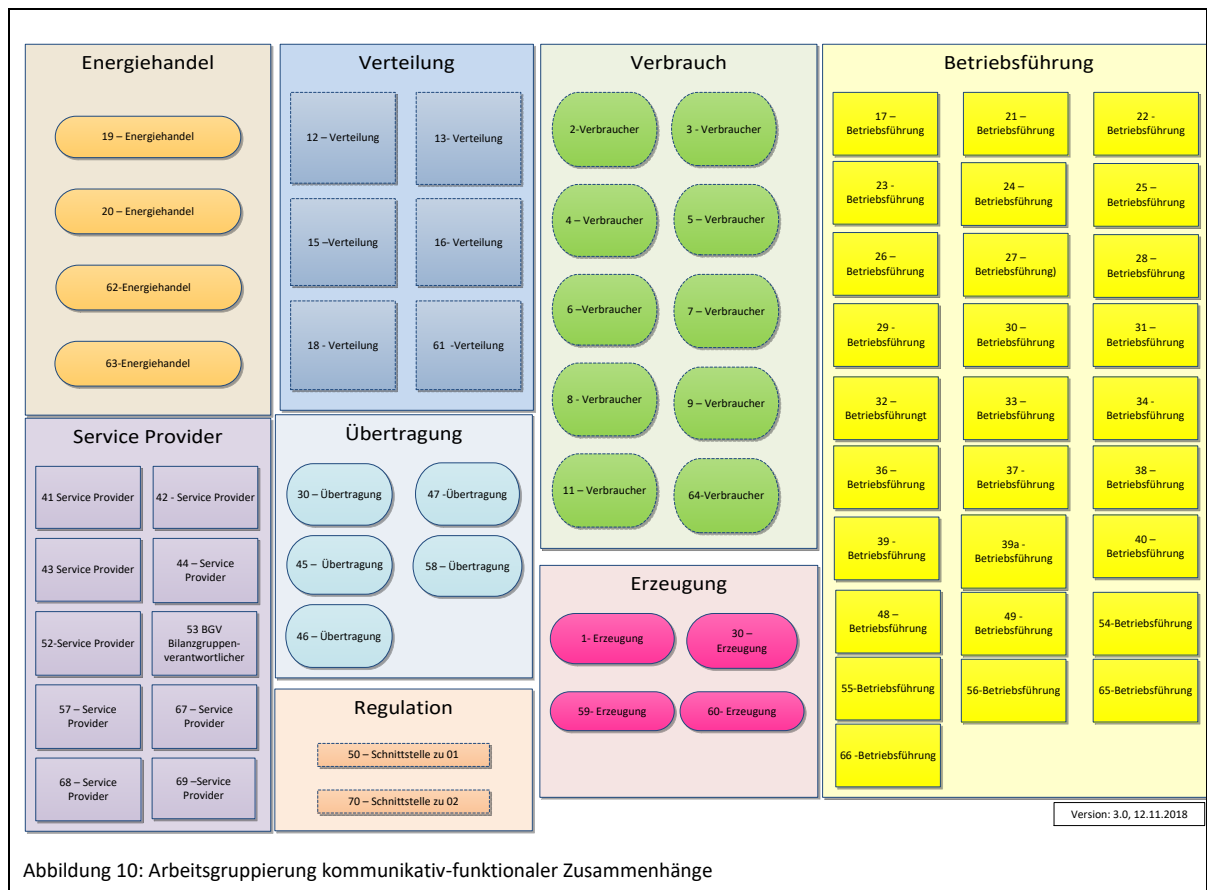 Energiehandel
19 – Energiehandel
20 – Energiehandel
62-Energiehandel
63-Energiehandel
Verteilung
12 – Verteilung
13- Verteilung
15 –Verteilung
16- Verteilung
18 - Verteilung
61 -Verteilung
Verbrauch
2-Verbraucher
3 - Verbraucher
4 – Verbraucher
5 – Verbraucher
6 –Verbraucher
7 – Verbraucher
8 - Verbraucher
9 – Verbraucher
11 – Verbraucher
64-Verbraucher
Betriebsführung
17 –
Betriebsführung
21 –
Betriebsführung
22 -
Betriebsführung
23 -
Betriebsführung
24 –
Betriebsführung
25 –
Betriebsführung
26 –
Betriebsführung
27 –
Betriebsführung)
28 –
Betriebsführung
29 -
Betriebsführung
30 –
Betriebsführung
31 –
Betriebsführung
32 –
Betriebsführungt
33 –
Betriebsführung
34 -
Betriebsführung
36 –
Betriebsführung
37 -
Betriebsführung
38 –
Betriebsführung
39 -
Betriebsführung
39a -
Betriebsführung
40 –
Betriebsführung
48 –
Betriebsführung
49 -
Betriebsführung
54-Betriebsführung
55-Betriebsführung
56-Betriebsführung
65-Betriebsführung
66 -Betriebsführung
Service Provider
41 Service Provider
42 - Service Provider
43 Service Provider
44 – Service
Provider
52-Service Provider
53 BGV
Bilanzgruppen-
verantwortlicher
57 – Service
Provider
67 – Service
Provider
68 – Service
Provider
69 –Service
Provider
Übertragung
30 – Übertragung
47 -Übertragung
45 – Übertragung
58 – Übertragung
46 – Übertragung
Regulation
50 – Schnittstelle zu 01
70 – Schnittstelle zu 02
Erzeugung
1- Erzeugung
30 –
Erzeugung
59- Erzeugung
60- Erzeugung
Version: 3.0, 12.11.2018
Abbildung 10: Arbeitsgruppierung kommunikativ-funktionaler Zusammenhänge